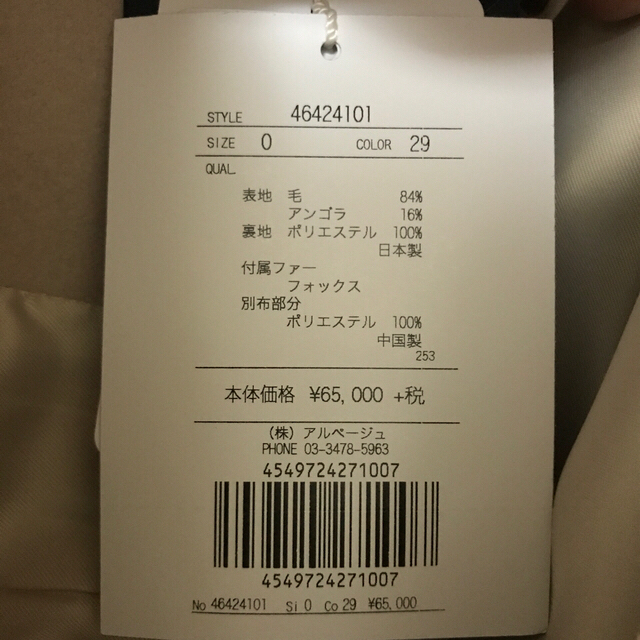 STYLE 46424101
SIZE 0 COLOR 29
QUAL
表地 毛 84%
アンゴラ 16%
裏地 ポリエステル 100%
日本製
付属ファー
フォックス
別布部分
ポリエステル 100%
中国製
253
本体価格 ¥65,000 +税
(株) アルページュ
PHONE 03-3478-5963
4549724271007
4549724271007
No 46424101 Si 0 Co 29 ¥65,000